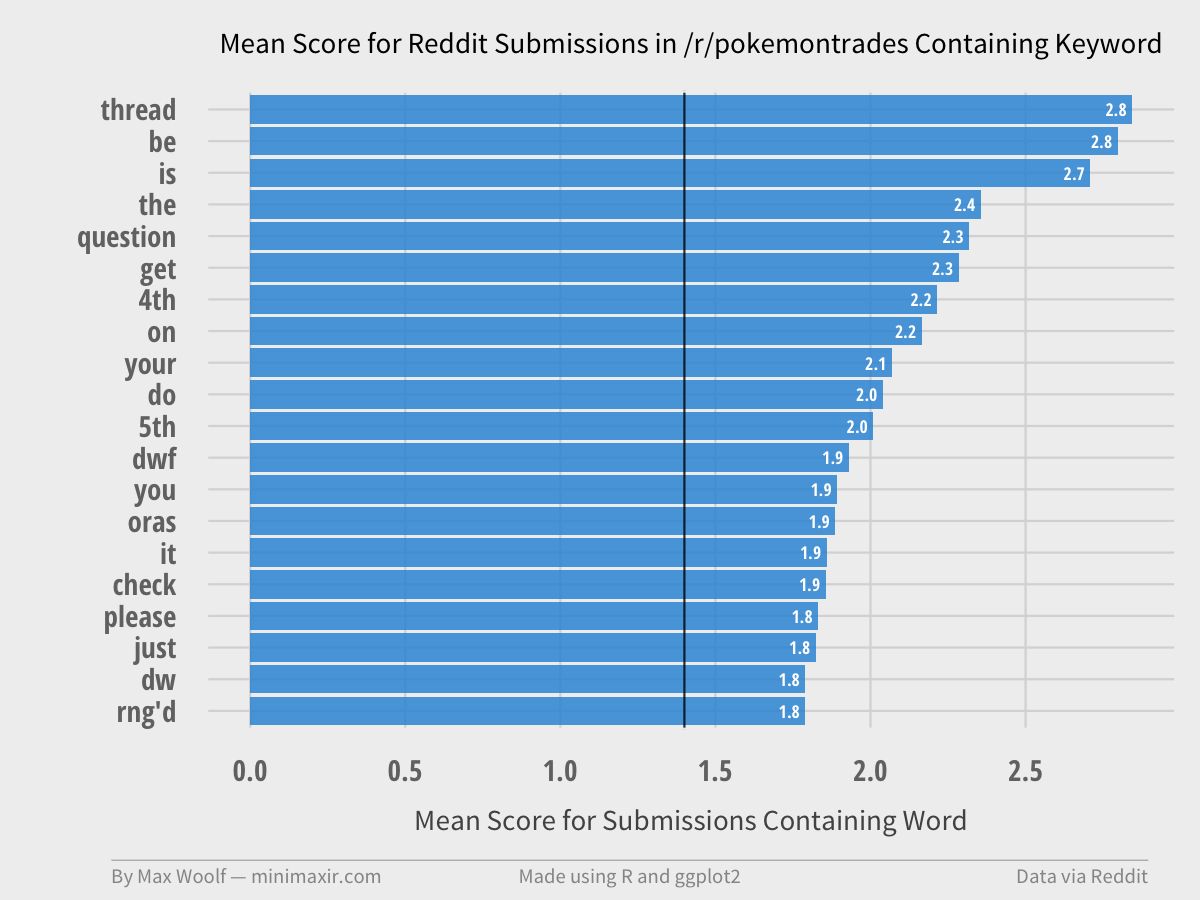 Mean Score for Reddit Submissions in /r/pokemontrades Containing Keyword
thread 2.8
be 2.8
is 2.7
the 2.4
question 2.3
get 2.3
4th 2.2
on 2.2
your 2.1
do 2.0
5th 2.0
dwf 1.9
you 1.9
oras 1.9
it 1.9
check 1.9
please 1.8
just 1.8
dw 1.8
rng'd 1.8
0.0 0.5 1.0 1.5 2.0 2.5
Mean Score for Submissions Containing Word
By Max Woolf — minimaxir.com Made using R and ggplot2 Data via Reddit